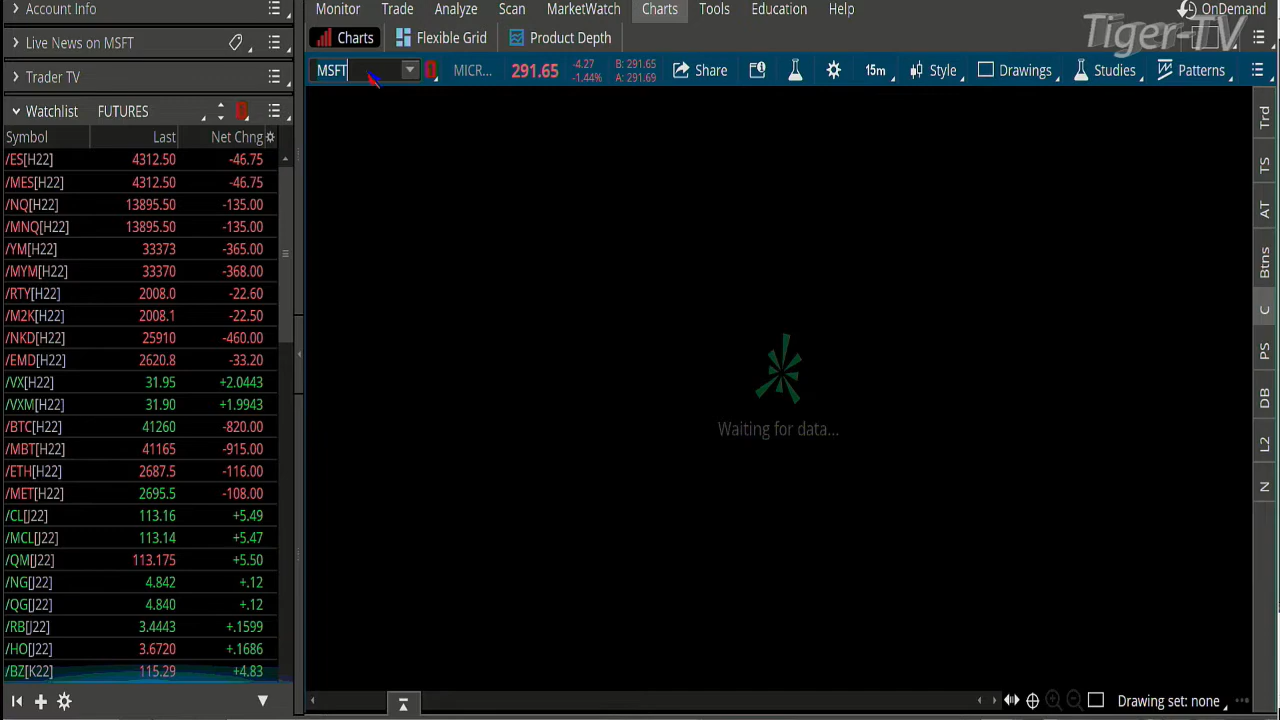 Account Info
Monitor Trade Analyze Scan MarketWatch Charts Tools Education Help OnDemand
Tiger-TV
Live News on MSFT
Charts Flexible Grid Product Depth
Trader TV
MSFT MICR... 291.65 -4.27 -1.44% B: 291.65 A: 291.69 Share 15m Style Drawings Studies Patterns
Watchlist FUTURES
Symbol Last Net Chng
/ES[H22] 4312.50 -46.75
/MES[H22] 4312.50 -46.75
/NQ[H22] 13895.50 -135.00
/MNQ[H22] 13895.50 -135.00
/YM[H22] 33373 -365.00
/MYM[H22] 33370 -368.00
/RTY[H22] 2008.0 -22.60
/M2K[H22] 2008.1 -22.50
/NKD[H22] 25910 -460.00
/EMD[H22] 2620.8 -33.20
/VX[H22] 31.95 +2.0443
/VXM[H22] 31.90 +1.9943
/BTC[H22] 41260 -820.00
/MBT[H22] 41165 -915.00
/ETH[H22] 2687.5 -116.00
/MET[H22] 2695.5 -108.00
/CL[J22] 113.16 +5.49
/MCL[J22] 113.14 +5.47
/QM[J22] 113.175 +5.50
/NG[J22] 4.842 +.12
/QG[J22] 4.840 +.12
/RB[J22] 3.4443 +.1599
/HO[J22] 3.6720 +.1686
/BZ[K22] 115.29 +4.83
Waiting for data...
Trd
TS
AT
Btns
C
PS
DB
L2
N
Drawing set: none